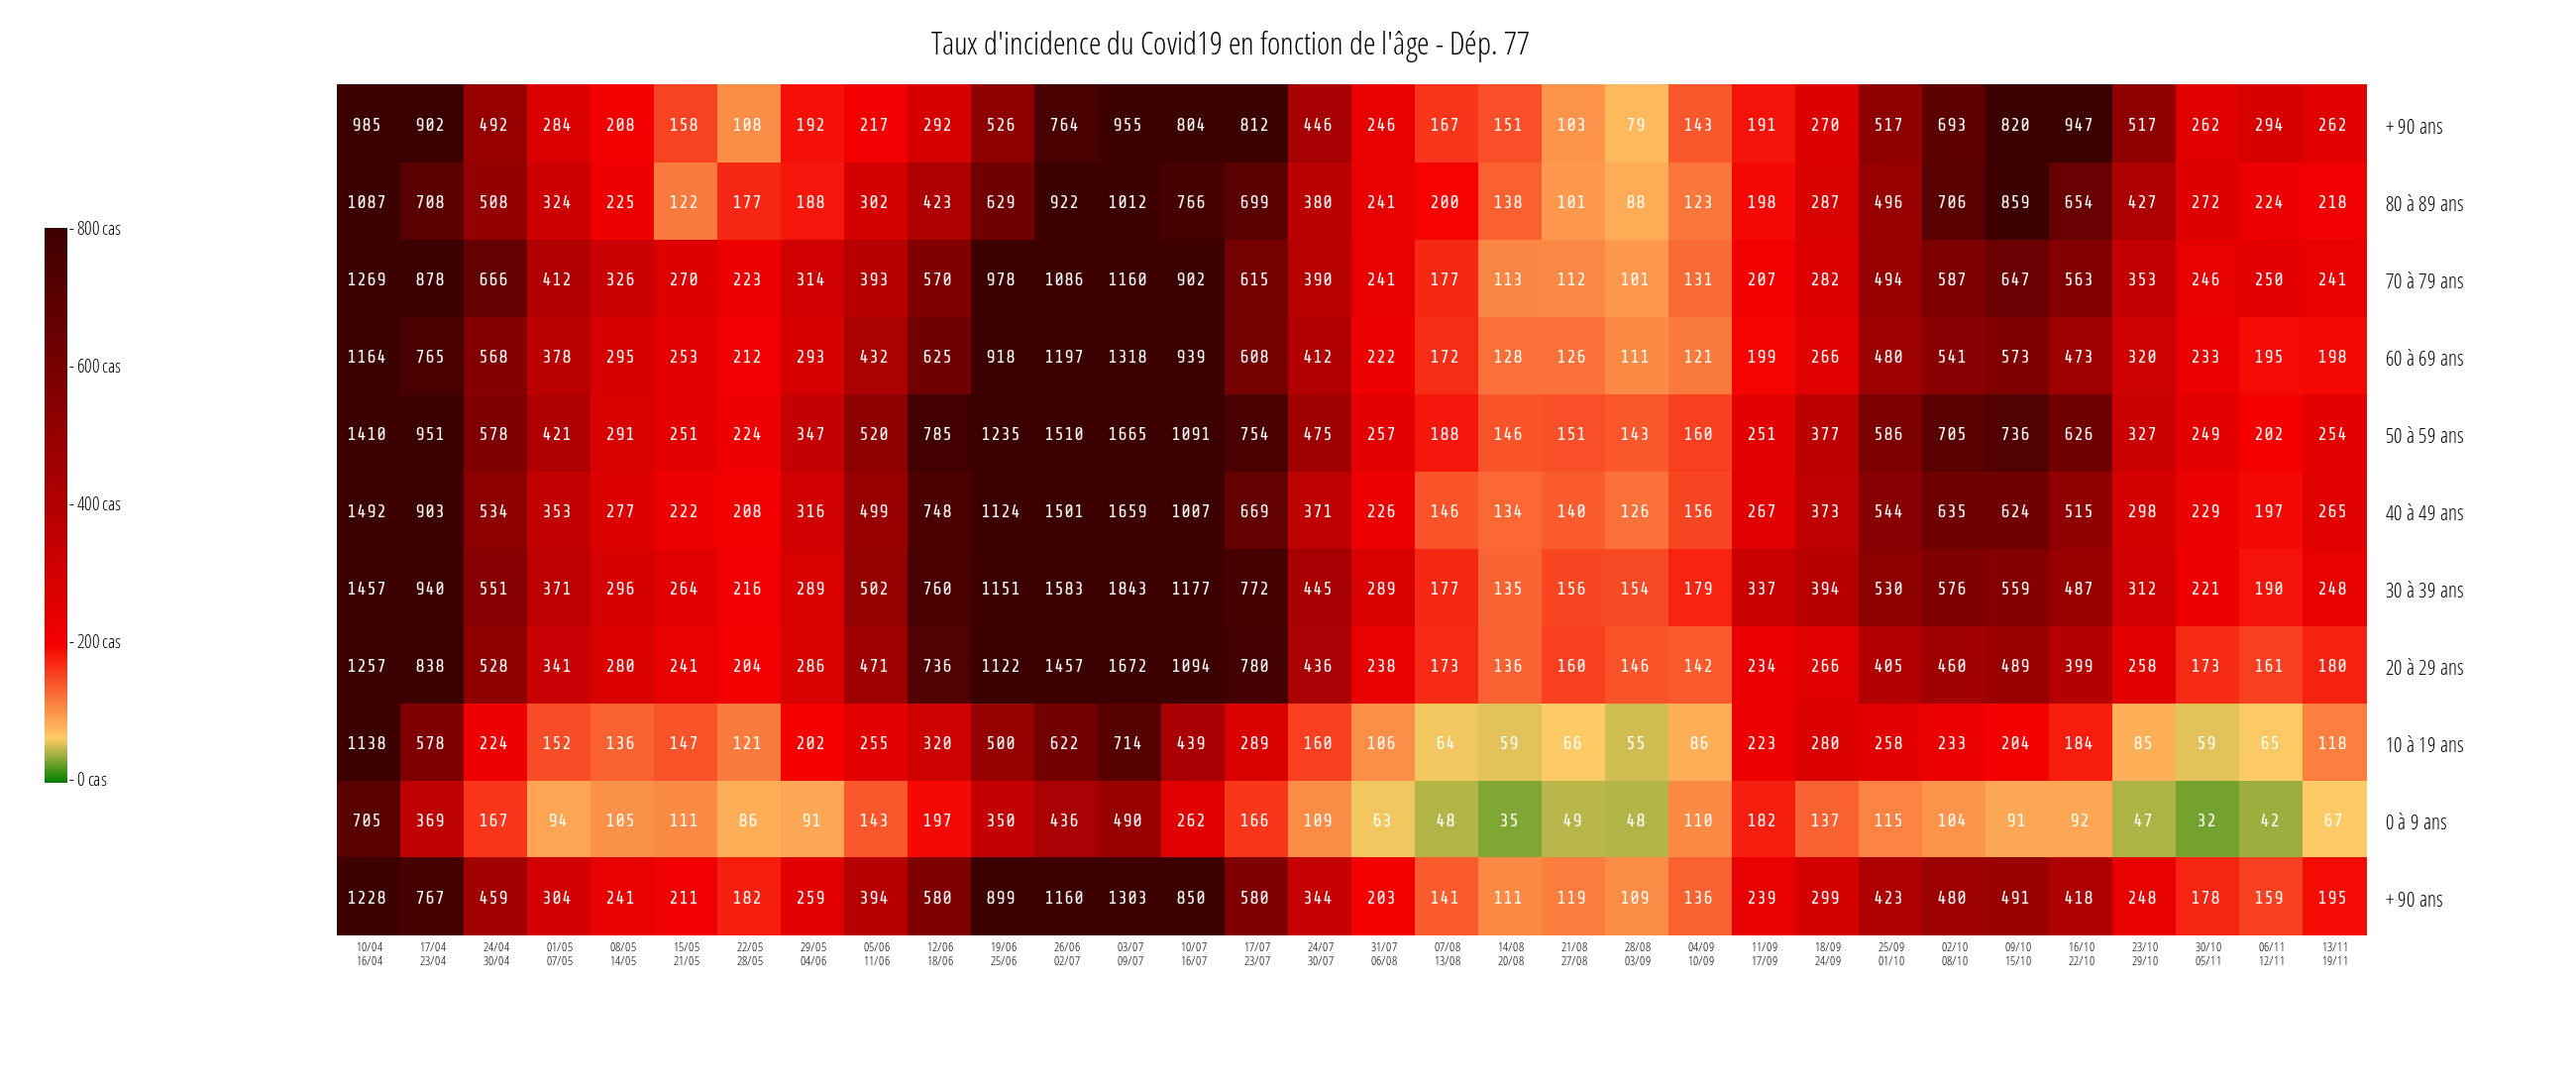 Taux d'incidence du Covid19 en fonction de l'âge - Dép. 77
- 800 cas
- 600 cas
- 400 cas
- 200 cas
- 0 cas
985 902 492 284 208 158 108 192 217 292 526 764 955 804 812 446 246 167 151 103 79 143 191 270 517 693 820 947 517 262 294 262 + 90 ans
1087 708 508 324 225 122 177 188 302 423 629 922 1012 766 699 380 241 200 138 101 88 123 198 287 496 706 859 654 427 272 224 218 80 à 89 ans
1269 878 666 412 326 270 223 314 393 570 978 1086 1160 902 615 390 241 177 113 112 101 131 207 282 494 587 647 563 353 246 250 241 70 à 79 ans
1164 765 568 378 295 253 212 293 432 625 918 1197 1318 939 608 412 222 172 128 126 111 121 199 266 480 541 573 473 320 233 195 198 60 à 69 ans
1410 951 578 421 291 251 224 347 520 785 1235 1510 1665 1091 754 475 257 188 146 151 143 160 251 377 586 705 736 626 327 249 202 254 50 à 59 ans
1492 903 534 353 277 222 208 316 499 748 1124 1501 1659 1007 669 371 226 146 134 140 126 156 267 373 544 635 624 515 298 229 197 265 40 à 49 ans
1457 940 551 371 296 264 216 289 502 760 1151 1583 1843 1177 772 445 289 177 135 156 154 179 337 394 530 576 559 487 312 221 190 248 30 à 39 ans
1257 838 528 341 280 241 204 286 471 736 1122 1457 1672 1094 780 436 238 173 136 160 146 142 234 266 405 460 489 399 258 173 161 180 20 à 29 ans
1138 578 224 152 136 147 121 202 255 320 500 622 714 439 289 160 106 64 59 66 55 86 223 280 258 233 204 184 85 59 65 118 10 à 19 ans
705 369 167 94 105 111 86 91 143 197 350 436 490 262 166 109 63 48 35 49 48 110 182 137 115 104 91 92 47 32 42 67 0 à 9 ans
1228 767 459 304 241 211 182 259 394 580 899 1160 1303 850 580 344 203 141 111 119 109 136 239 299 423 480 491 418 248 178 159 195 + 90 ans
10/04 17/04 24/04 01/05 08/05 15/05 22/05 29/05 05/06 12/06 19/06 26/06 03/07 10/07 17/07 24/07 31/07 07/08 14/08 21/08 28/08 04/09 11/09 18/09 25/09 02/10 09/10 16/10 23/10 30/10 06/11 13/11
16/04 23/04 30/04 07/05 14/05 21/05 28/05 04/06 11/06 18/06 25/06 02/07 09/07 16/07 23/07 30/07 06/08 13/08 20/08 27/08 03/09 10/09 17/09 24/09 01/10 08/10 15/10 22/10 29/10 05/11 12/11 19/11